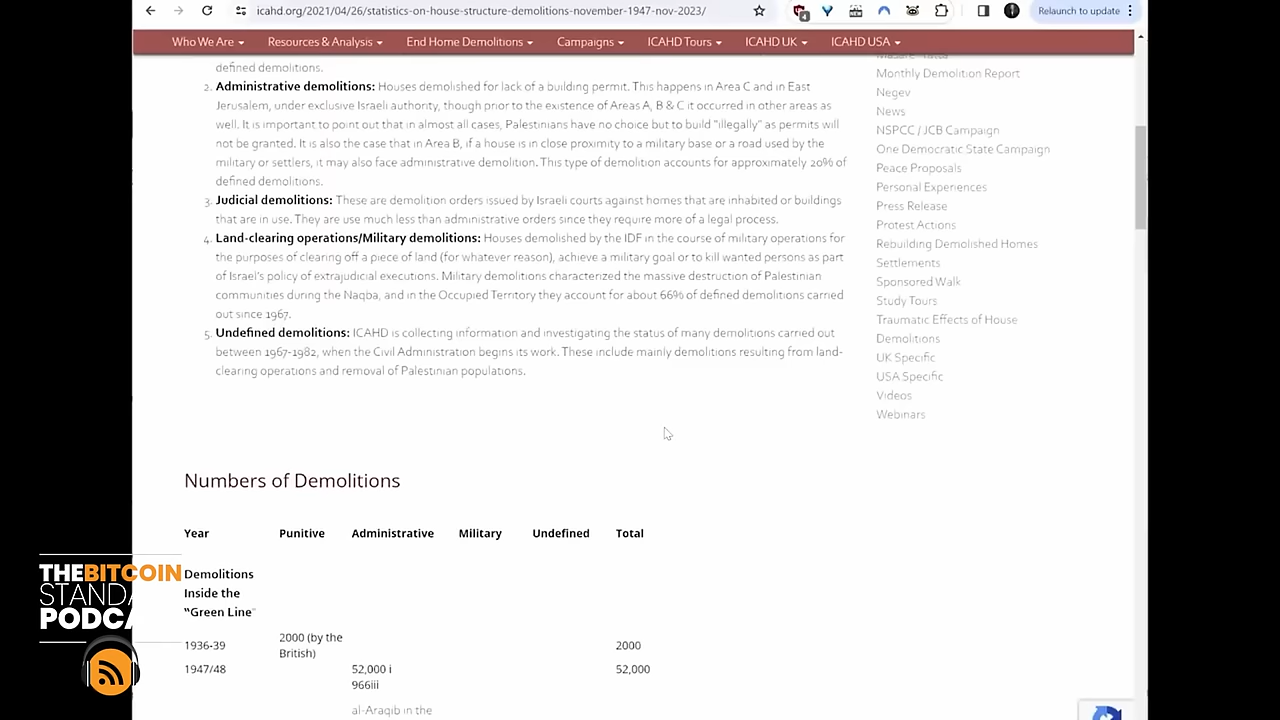 icahd.org/2021/04/26/statistics-on-house-structure-demolitions-november-1947-nov-2023/
4
Relaunch to update
Who We Are
Resources & Analysis
End Home Demolitions
Campaigns
ICAHD Tours
ICAHD UK
ICAHD USA
defined demolitions.
2. Administrative demolitions: Houses demolished for lack of a building permit. This happens in Area C and in East
Jerusalem, under exclusive Israeli authority, though prior to the existence of Areas A, B & C it occurred in other areas as
well. It is important to point out that in almost all cases, Palestinians have no choice but to build "illegally" as permits will
not be granted. It is also the case that in Area B, if a house is in close proximity to a military base or a road used by the
military or settlers, it may also face administrative demolition. This type of demolition accounts for approximately 20% of
defined demolitions.
3. Judicial demolitions: These are demolition orders issued by Israeli courts against homes that are inhabited or buildings
that are in use. They are use much less than administrative orders since they require more of a legal process.
4. Land-clearing operations/Military demolitions: Houses demolished by the IDF in the course of military operations for
the purposes of clearing off a piece of land (for whatever reason), achieve a military goal or to kill wanted persons as part
of Israel's policy of extrajudicial executions. Military demolitions characterized the massive destruction of Palestinian
communities during the Naqba, and in the Occupied Territory they account for about 66% of defined demolitions carried
out since 1967.
5. Undefined demolitions: ICAHD is collecting information and investigating the status of many demolitions carried out
between 1967-1982, when the Civil Administration begins its work. These include mainly demolitions resulting from land-
clearing operations and removal of Palestinian populations.
Monthly Demolition Report
Negev
News
NSPCC / JCB Campaign
One Democratic State Campaign
Peace Proposals
Personal Experiences
Press Release
Protest Actions
Rebuilding Demolished Homes
Settlements
Sponsored Walk
Study Tours
Traumatic Effects of House
Demolitions
UK Specific
USA Specific
Videos
Webinars
Numbers of Demolitions
Year Punitive Administrative Military Undefined Total
Demolitions
Inside the
"Green Line"
1936-39 2000 (by the British) 2000
1947/48 52,000 i 52,000
966iii
al-Araqib in the
THEBITCOIN
STANDA
PODCA